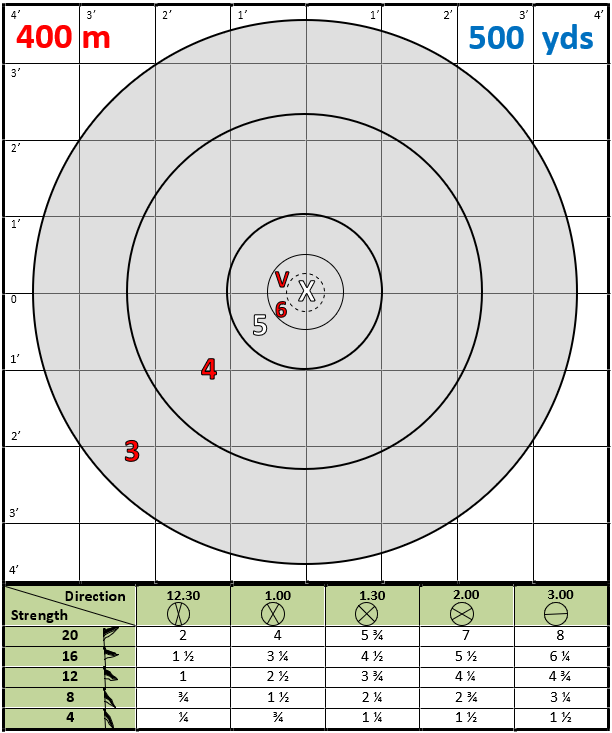 4' 3' 2' 1' 1' 2' 3' 4'
400 m 500 yds
3'
2'
1'
V
0 X
6
5
1'
4
2'
3
3'
4'
Direction 12.30 1.00 1.30 2.00 3.00
Strength
20 2 4 5 ¾ 7 8
16 1 ½ 3 ¼ 4 ½ 5 ½ 6 ¼
12 1 2 ½ 3 ¾ 4 ¼ 4 ¾
8 ¾ 1 ½ 2 ¼ 2 ¾ 3 ¼
4 ¼ ¾ 1 ¼ 1 ½ 1 ½